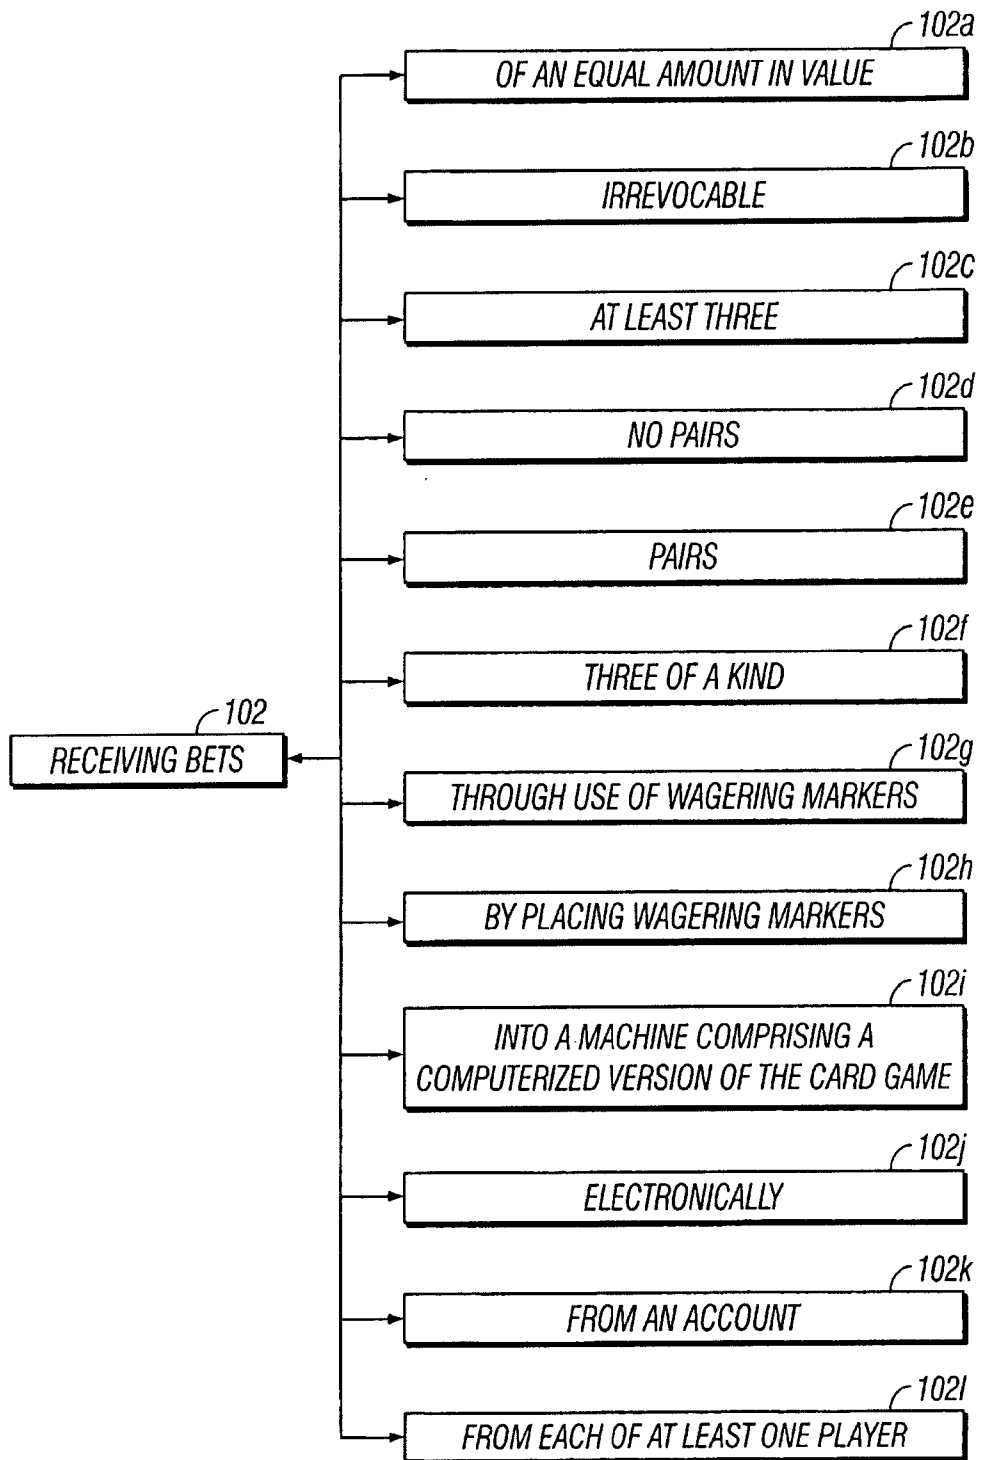 102a
OF AN EQUAL AMOUNT IN VALUE
102b
IRREVOCABLE
102c
AT LEAST THREE
102d
NO PAIRS
102e
PAIRS
102f
THREE OF A KIND
102
RECEIVING BETS
102g
THROUGH USE OF WAGERING MARKERS
102h
BY PLACING WAGERING MARKERS
102i
INTO A MACHINE COMPRISING A
COMPUTERIZED VERSION OF THE CARD GAME
102j
ELECTRONICALLY
102k
FROM AN ACCOUNT
102l
FROM EACH OF AT LEAST ONE PLAYER